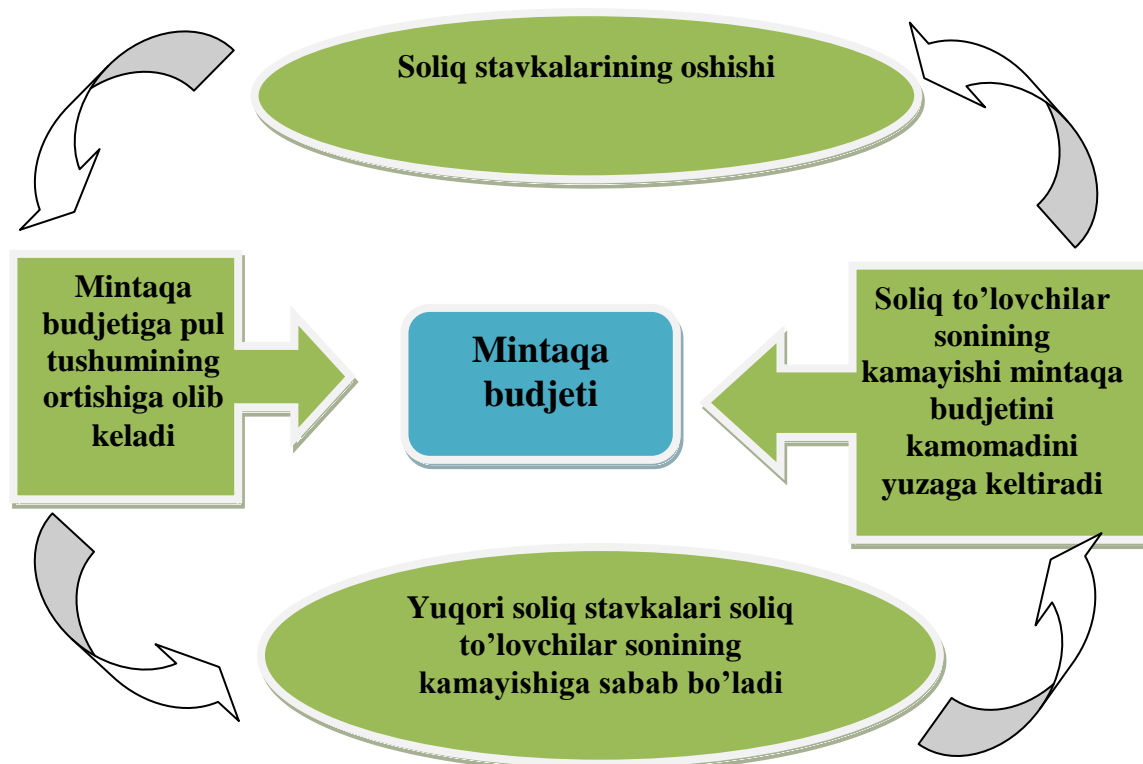 Soliq stavkalarining oshishi
Mintaqa
budjetiga pul
tushumining
ortishiga olib
keladi
Mintaqa
budjeti
Soliq to’lovchilar
sonining
kamayishi mintaqa
budjetini
kamomadini
yuzaga keltiradi
Yuqori soliq stavkalari soliq
to’lovchilar sonining
kamayishiga sabab bo’ladi